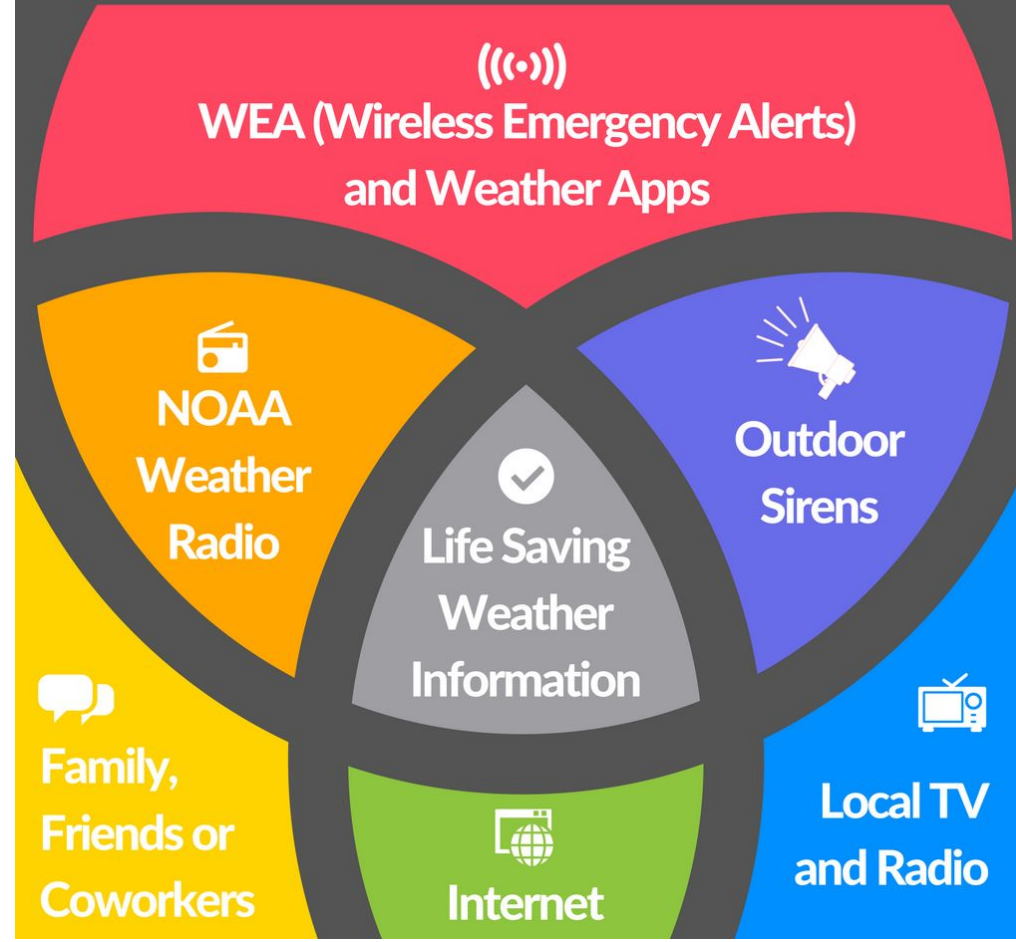 WEA (Wireless Emergency Alerts)
and Weather Apps
NOAA
Weather
Radio
Outdoor
Sirens
Life Saving
Weather
Information
Family,
Friends or
Coworkers
Internet
Local TV
and Radio